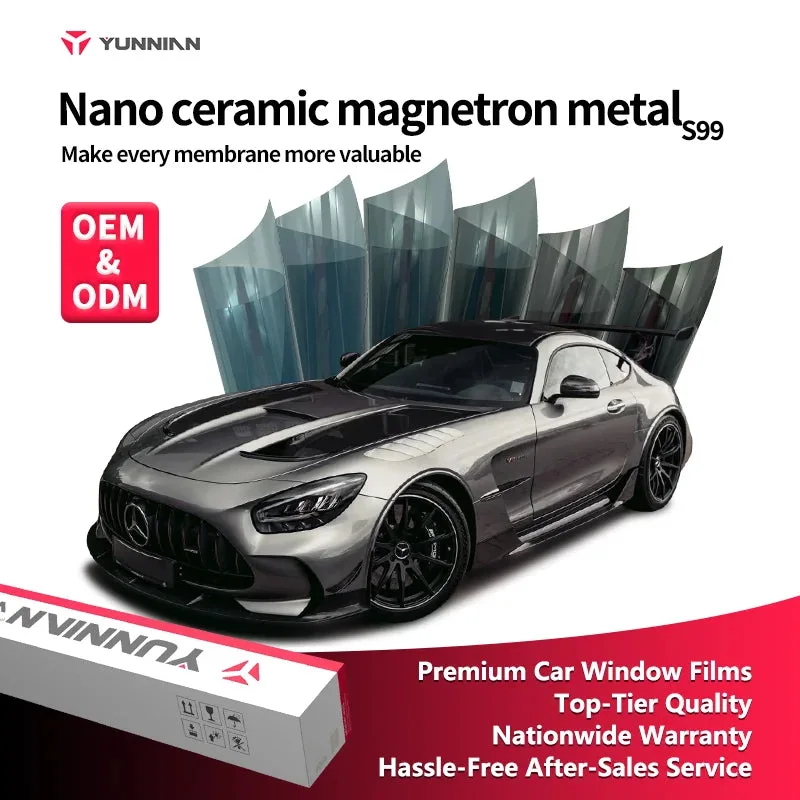 YUNNIAN
Nano ceramic magnetron metal S99
Make every membrane more valuable
OEM
&
ODM
YUNNIAN
Premium Car Window Films
Top-Tier Quality
Nationwide Warranty
Hassle-Free After-Sales Service